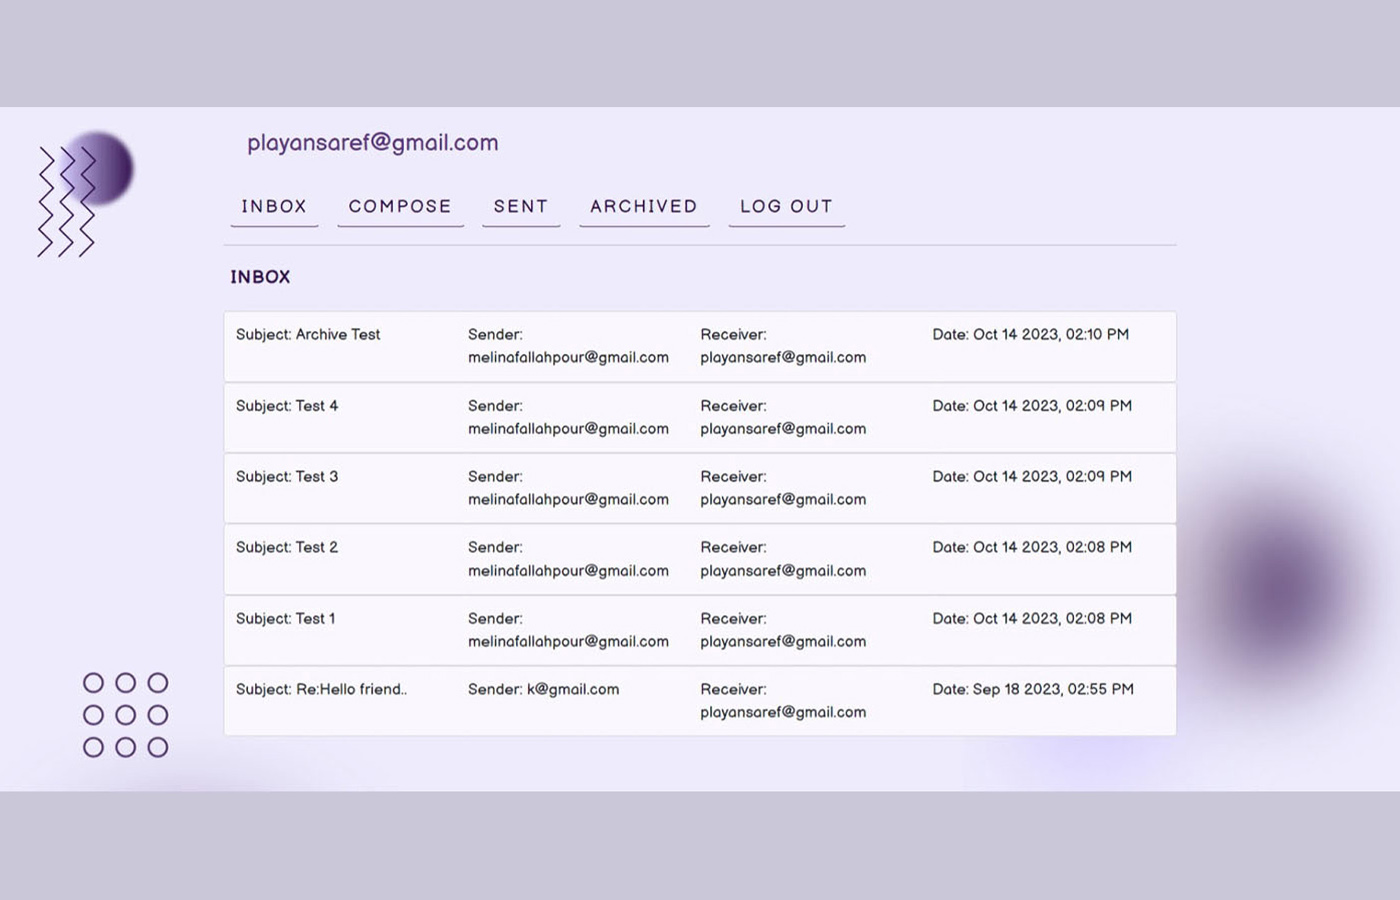 playansaref@gmail.com
INBOX COMPOSE SENT ARCHIVED LOG OUT
INBOX
Subject: Archive Test Sender: Receiver: Date: Oct 14 2023, 02:10 PM
melinafallahpour@gmail.com playansaref@gmail.com
Subject: Test 4 Sender: Receiver: Date: Oct 14 2023, 02:09 PM
melinafallahpour@gmail.com playansaref@gmail.com
Subject: Test 3 Sender: Receiver: Date: Oct 14 2023, 02:09 PM
melinafallahpour@gmail.com playansaref@gmail.com
Subject: Test 2 Sender: Receiver: Date: Oct 14 2023, 02:08 PM
melinafallahpour@gmail.com playansaref@gmail.com
Subject: Test 1 Sender: Receiver: Date: Oct 14 2023, 02:08 PM
melinafallahpour@gmail.com playansaref@gmail.com
Subject: Re:Hello friend.. Sender: k@gmail.com Receiver: Date: Sep 18 2023, 02:55 PM
playansaref@gmail.com